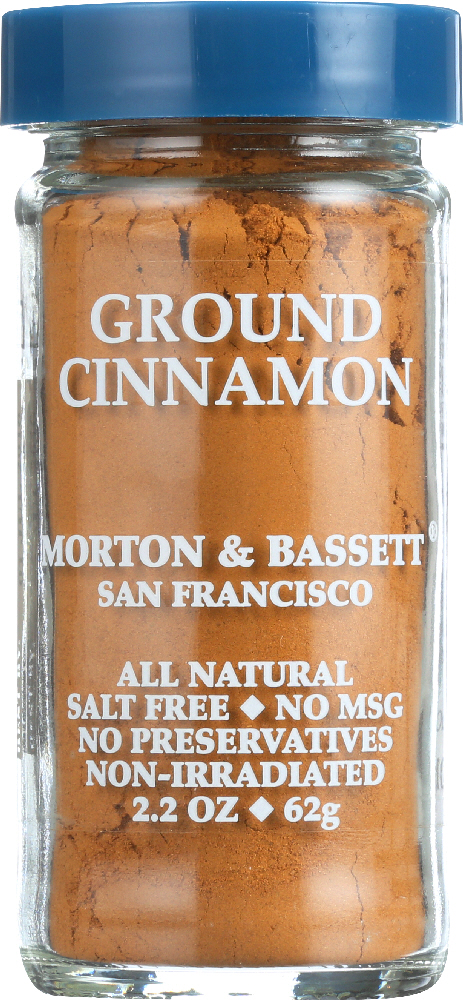 GROUND
CINNAMON
MORTON & BASSETT®
SAN FRANCISCO
ALL NATURAL
SALT FREE ◆ NO MSG
NO PRESERVATIVES
NON-IRRADIATED
2.2 OZ ◆ 62g